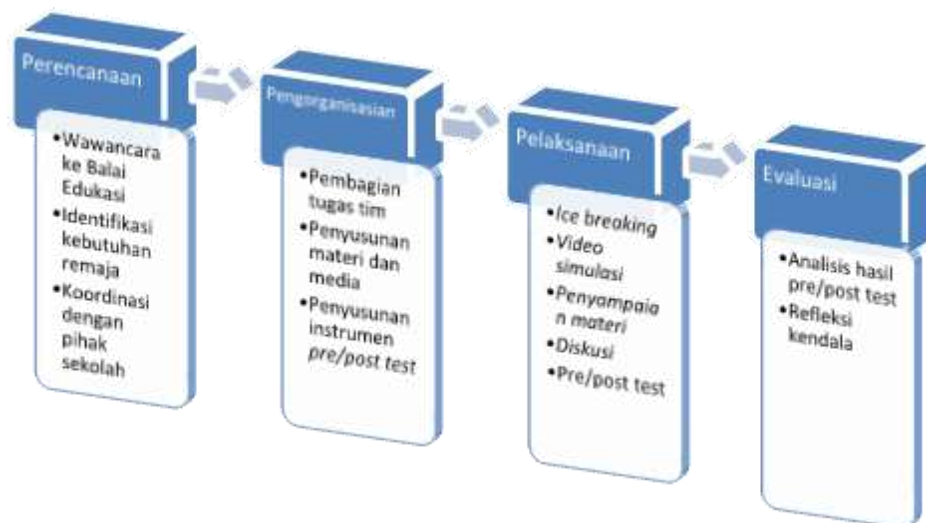 Perencanaan
•Wawancara
ke Balai
Edukasi
•Identifikasi
kebutuhan
remaja
•Koordinasi
dengan
pihak
sekolah
Pengorganisasian
•Pembagian
tugas tim
•Penyusunan
materi dan
media
•Penyusunan
instrumen
pre/post test
Pelaksanaan
•Ice breaking
•Video
simulasi
•Penyampaia
n materi
•Diskusi
•Pre/post test
Evaluasi
•Analisis hasil
pre/post test
•Refleksi
kendala